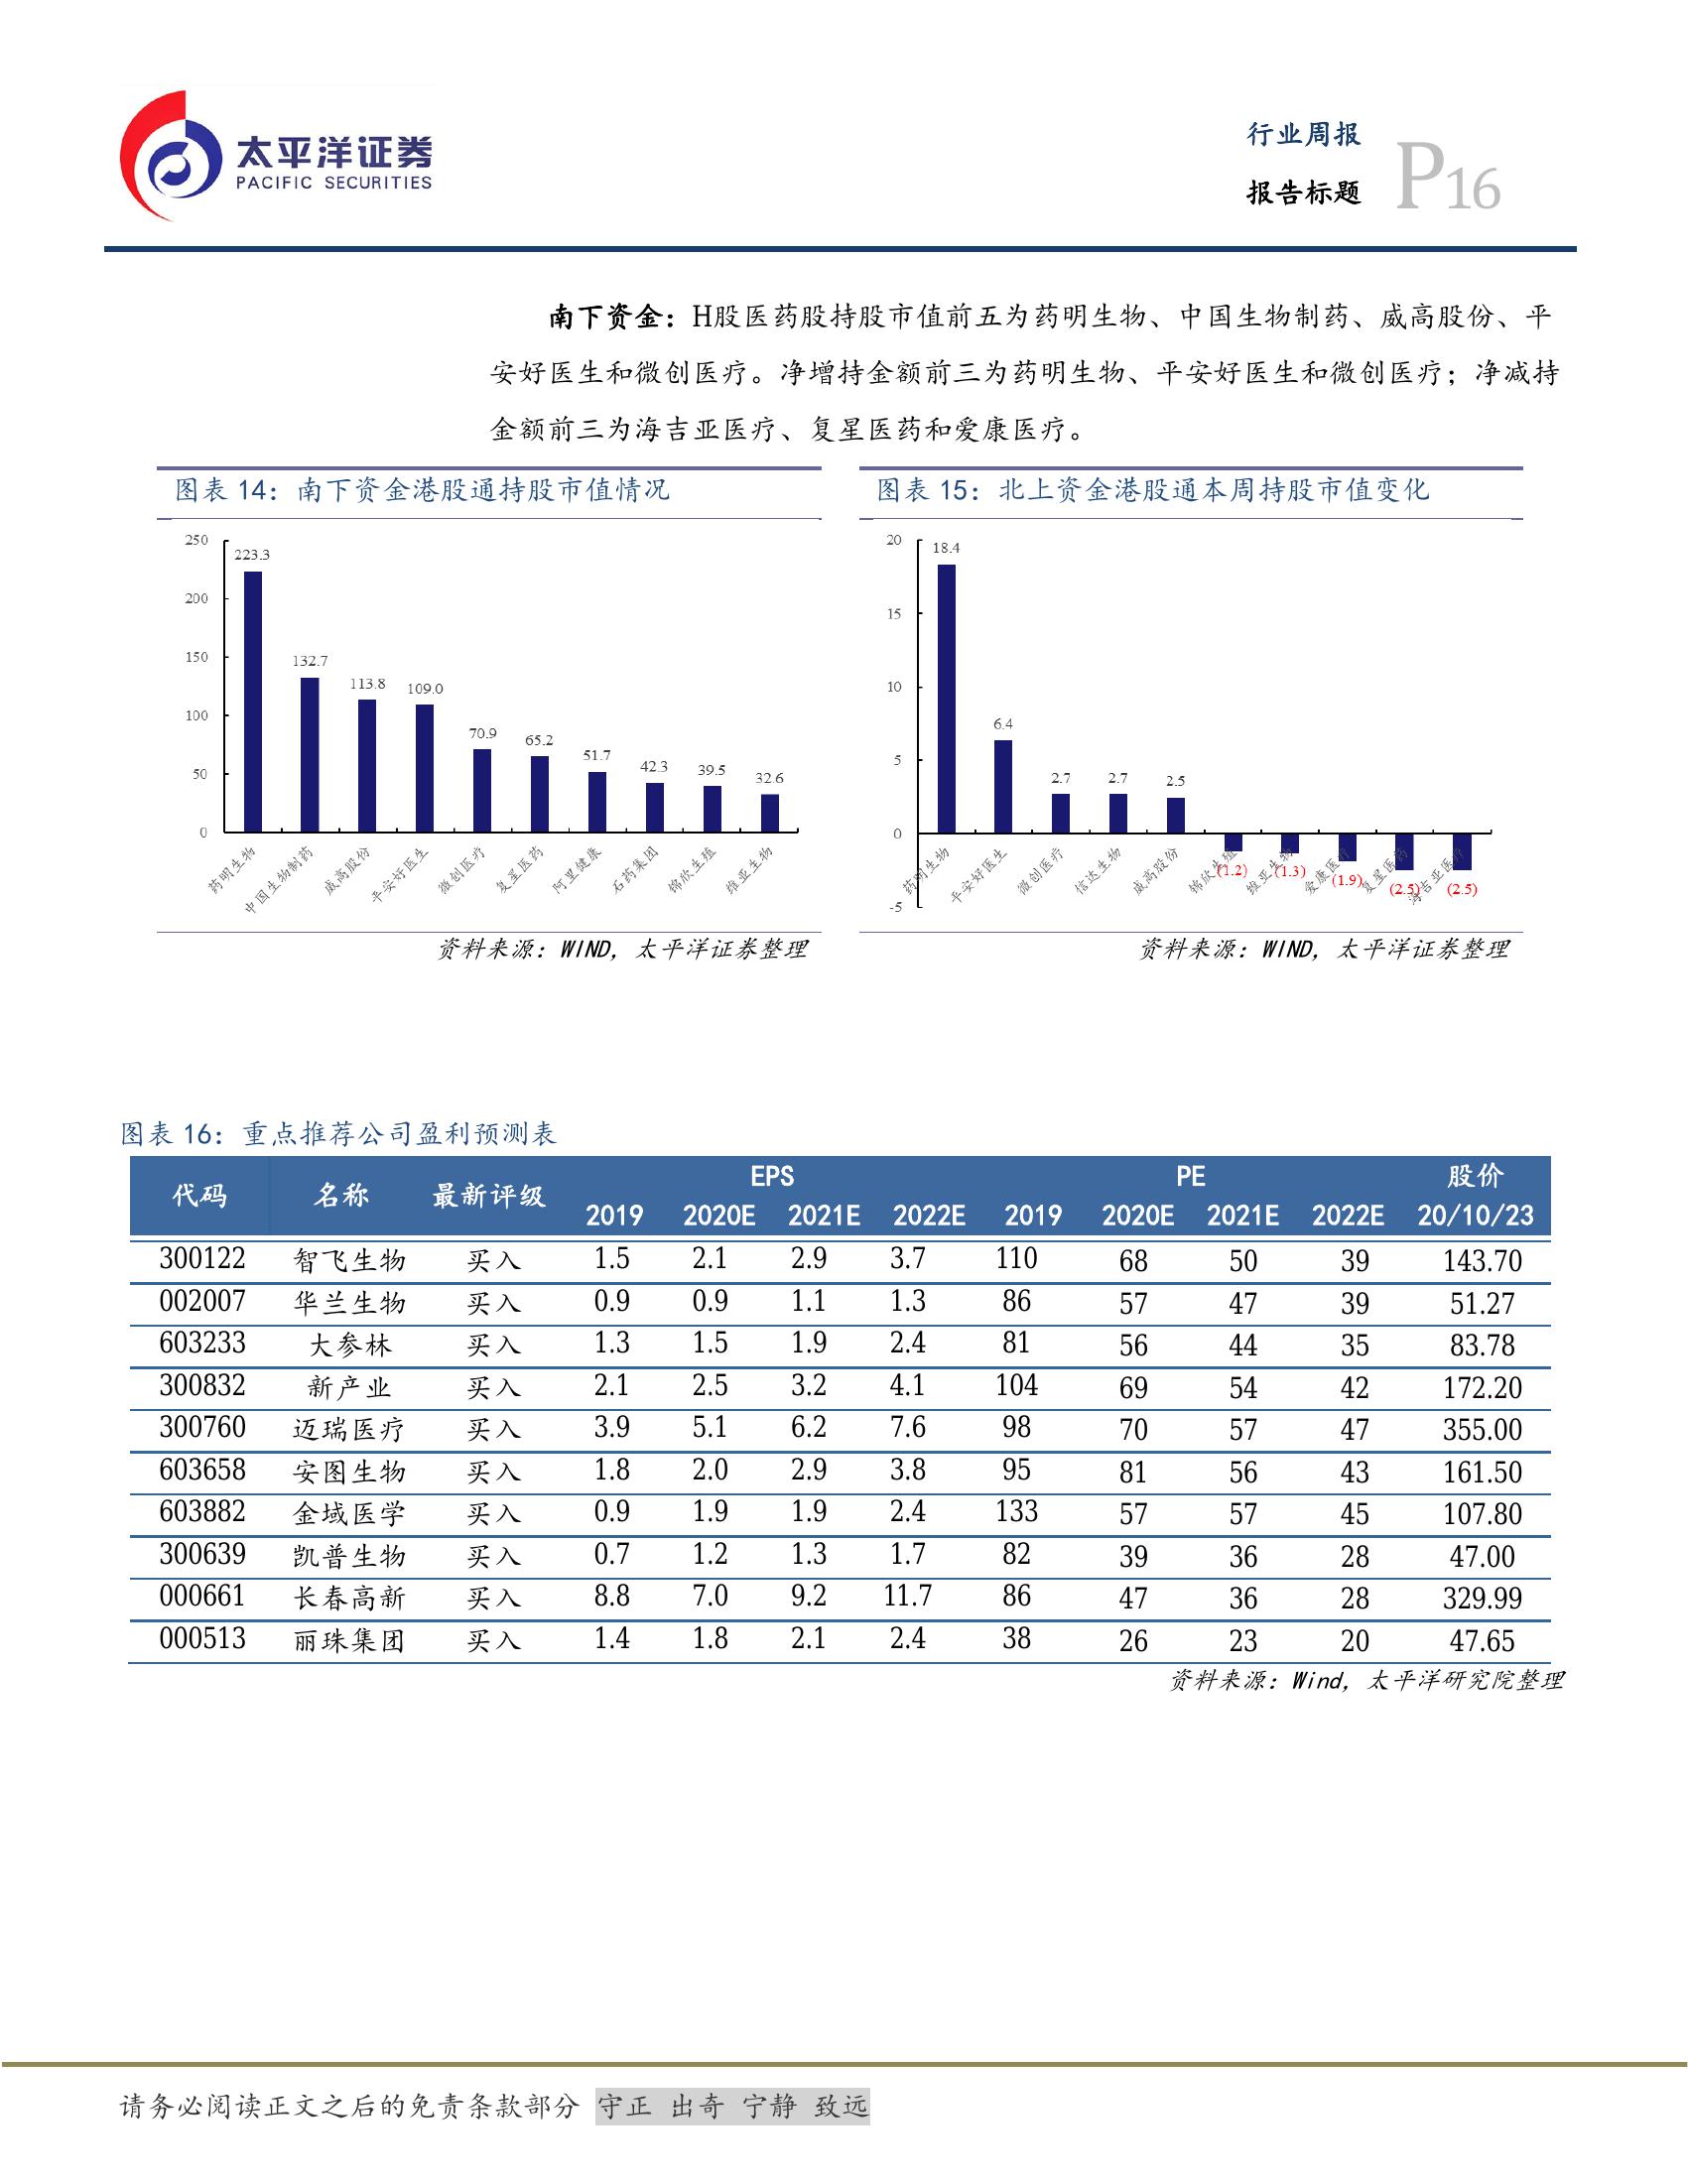 太平洋证券
PACIFIC SECURITIES
行业周报
报告标题
P16
南下资金：H股医药股持股市值前五为药明生物、中国生物制药、威高股份、平
安好医生和微创医疗。净增持金额前三为药明生物、平安好医生和微创医疗；净减持
金额前三为海吉亚医疗、复星医药和爱康医疗。
图表 14：南下资金港股通持股市值情况
250
200
150
100
50
0
223.3
132.7
113.8
109.0
70.9
65.2
51.7
42.3
39.5
32.6
药明生物
中国生物制药
威高股份
平安好医生
微创医疗
复星医药
阿里健康
石药集团
锦欣生殖
维亚生物
资料来源：WIND，太平洋证券整理
图表 15：北上资金港股通本周持股市值变化
20
15
10
5
0
-5
18.4
6.4
2.7
2.7
2.5
(1.2)
(1.3)
(1.9)
(2.5)
(2.5)
药明生物
平安好医生
微创医疗
信达生物
威高股份
锦欣生殖
维亚生物
爱康医疗
复星医药
海吉亚医疗
资料来源：WIND，太平洋证券整理
图表 16：重点推荐公司盈利预测表
代码 名称 最新评级 EPS PE 股价
2019 2020E 2021E 2022E 2019 2020E 2021E 2022E 20/10/23
300122 智飞生物 买入 1.5 2.1 2.9 3.7 110 68 50 39 143.70
002007 华兰生物 买入 0.9 0.9 1.1 1.3 86 57 47 39 51.27
603233 大参林 买入 1.3 1.5 1.9 2.4 81 56 44 35 83.78
300832 新产业 买入 2.1 2.5 3.2 4.1 104 69 54 42 172.20
300760 迈瑞医疗 买入 3.9 5.1 6.2 7.6 98 70 57 47 355.00
603658 安图生物 买入 1.8 2.0 2.9 3.8 95 81 56 43 161.50
603882 金域医学 买入 0.9 1.9 1.9 2.4 133 57 57 45 107.80
300639 凯普生物 买入 0.7 1.2 1.3 1.7 82 39 36 28 47.00
000661 长春高新 买入 8.8 7.0 9.2 11.7 86 47 36 28 329.99
000513 丽珠集团 买入 1.4 1.8 2.1 2.4 38 26 23 20 47.65
资料来源：Wind，太平洋研究院整理
请务必阅读正文之后的免责条款部分 守正 出奇 宁静 致远